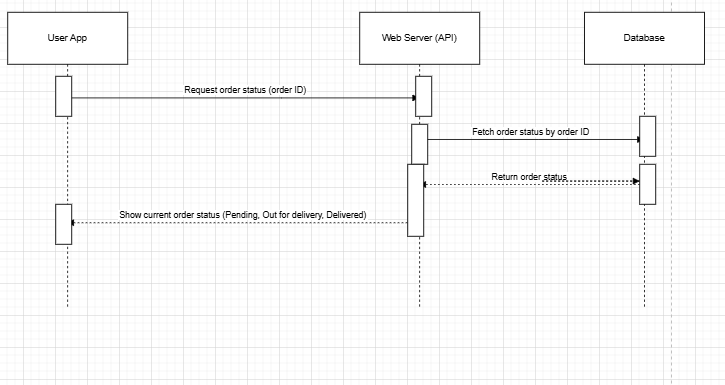 User App
Web Server (API)
Database
Request order status (order ID)
Fetch order status by order ID
Return order status
Show current order status (Pending, Out for delivery, Delivered)